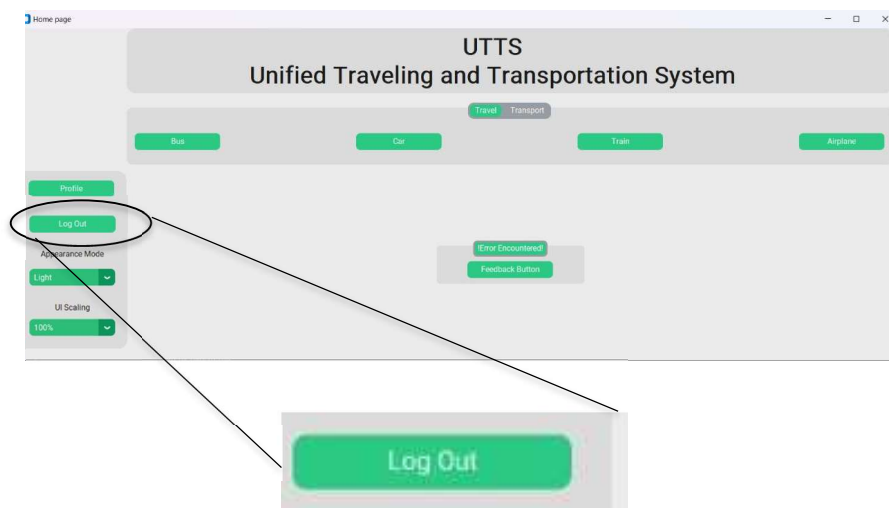 Home page
UTTS
Unified Traveling and Transportation System
Travel Transport
Bus Car Train Airplane
Profile
Log Out
Appearance Mode
Light
UI Scaling
100%
!Error Encountered!
Feedback Button
Log Out